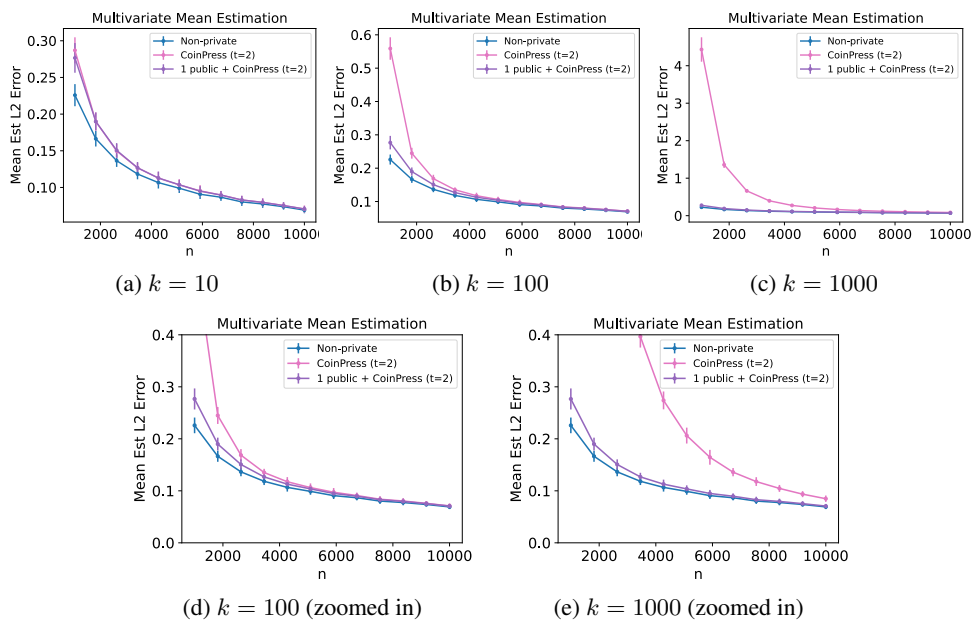 Multivariate Mean Estimation
Non-private
CoinPress (t=2)
1 public + CoinPress (t=2)
0.30
0.25
0.20
0.15
0.10
Mean Est L2 Error
2000 4000 6000 8000 10000
n
(a) k = 10
Multivariate Mean Estimation
Non-private
CoinPress (t=2)
1 public + CoinPress (t=2)
0.6
0.5
0.4
0.3
0.2
0.1
Mean Est L2 Error
2000 4000 6000 8000 10000
n
(b) k = 100
Multivariate Mean Estimation
Non-private
CoinPress (t=2)
1 public + CoinPress (t=2)
4
3
2
1
0
Mean Est L2 Error
2000 4000 6000 8000 10000
n
(c) k = 1000
Multivariate Mean Estimation
Non-private
CoinPress (t=2)
1 public + CoinPress (t=2)
0.4
0.3
0.2
0.1
0.0
Mean Est L2 Error
2000 4000 6000 8000 10000
n
(d) k = 100 (zoomed in)
Multivariate Mean Estimation
Non-private
CoinPress (t=2)
1 public + CoinPress (t=2)
0.4
0.3
0.2
0.1
0.0
Mean Est L2 Error
2000 4000 6000 8000 10000
n
(e) k = 1000 (zoomed in)